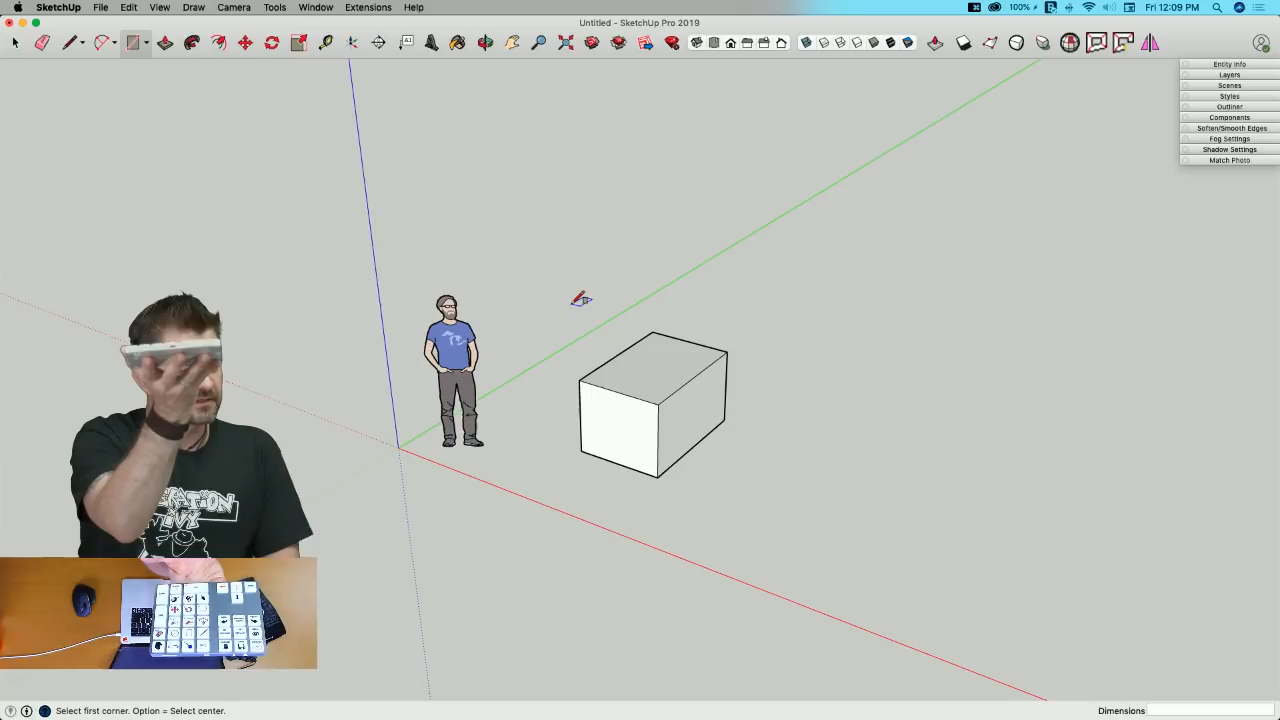 SketchUp File Edit View Camera Draw Tools Window Extensions Help 100% Fri 12:09 PM
Untitled - SketchUp Pro 2019
Entity Info
Layers
Scenes
Styles
Outliner
Components
Soften/Smooth Edges
Fog Settings
Shadow Settings
Match Photo
Select first corner. Option = Select center.
Dimensions